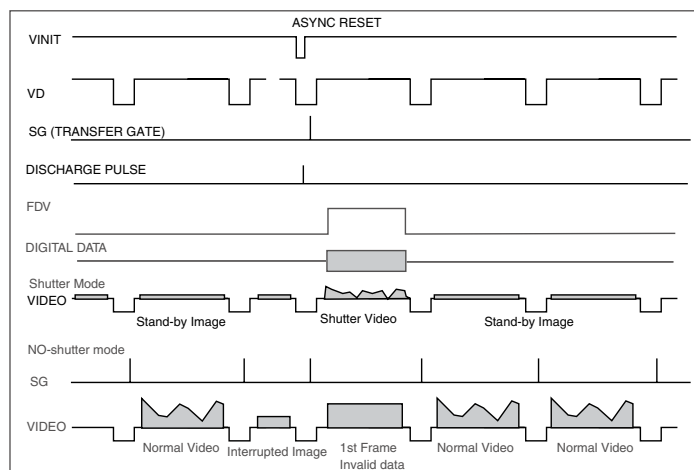 ASYNC RESET
VINIT
VD
SG (TRANSFER GATE)
DISCHARGE PULSE
FDV
DIGITAL DATA
Shutter Mode
VIDEO
Stand-by Image
Shutter Video
Stand-by Image
NO-shutter mode
SG
VIDEO
Normal Video
Interrupted Image
1st Frame
Invalid data
Normal Video
Normal Video